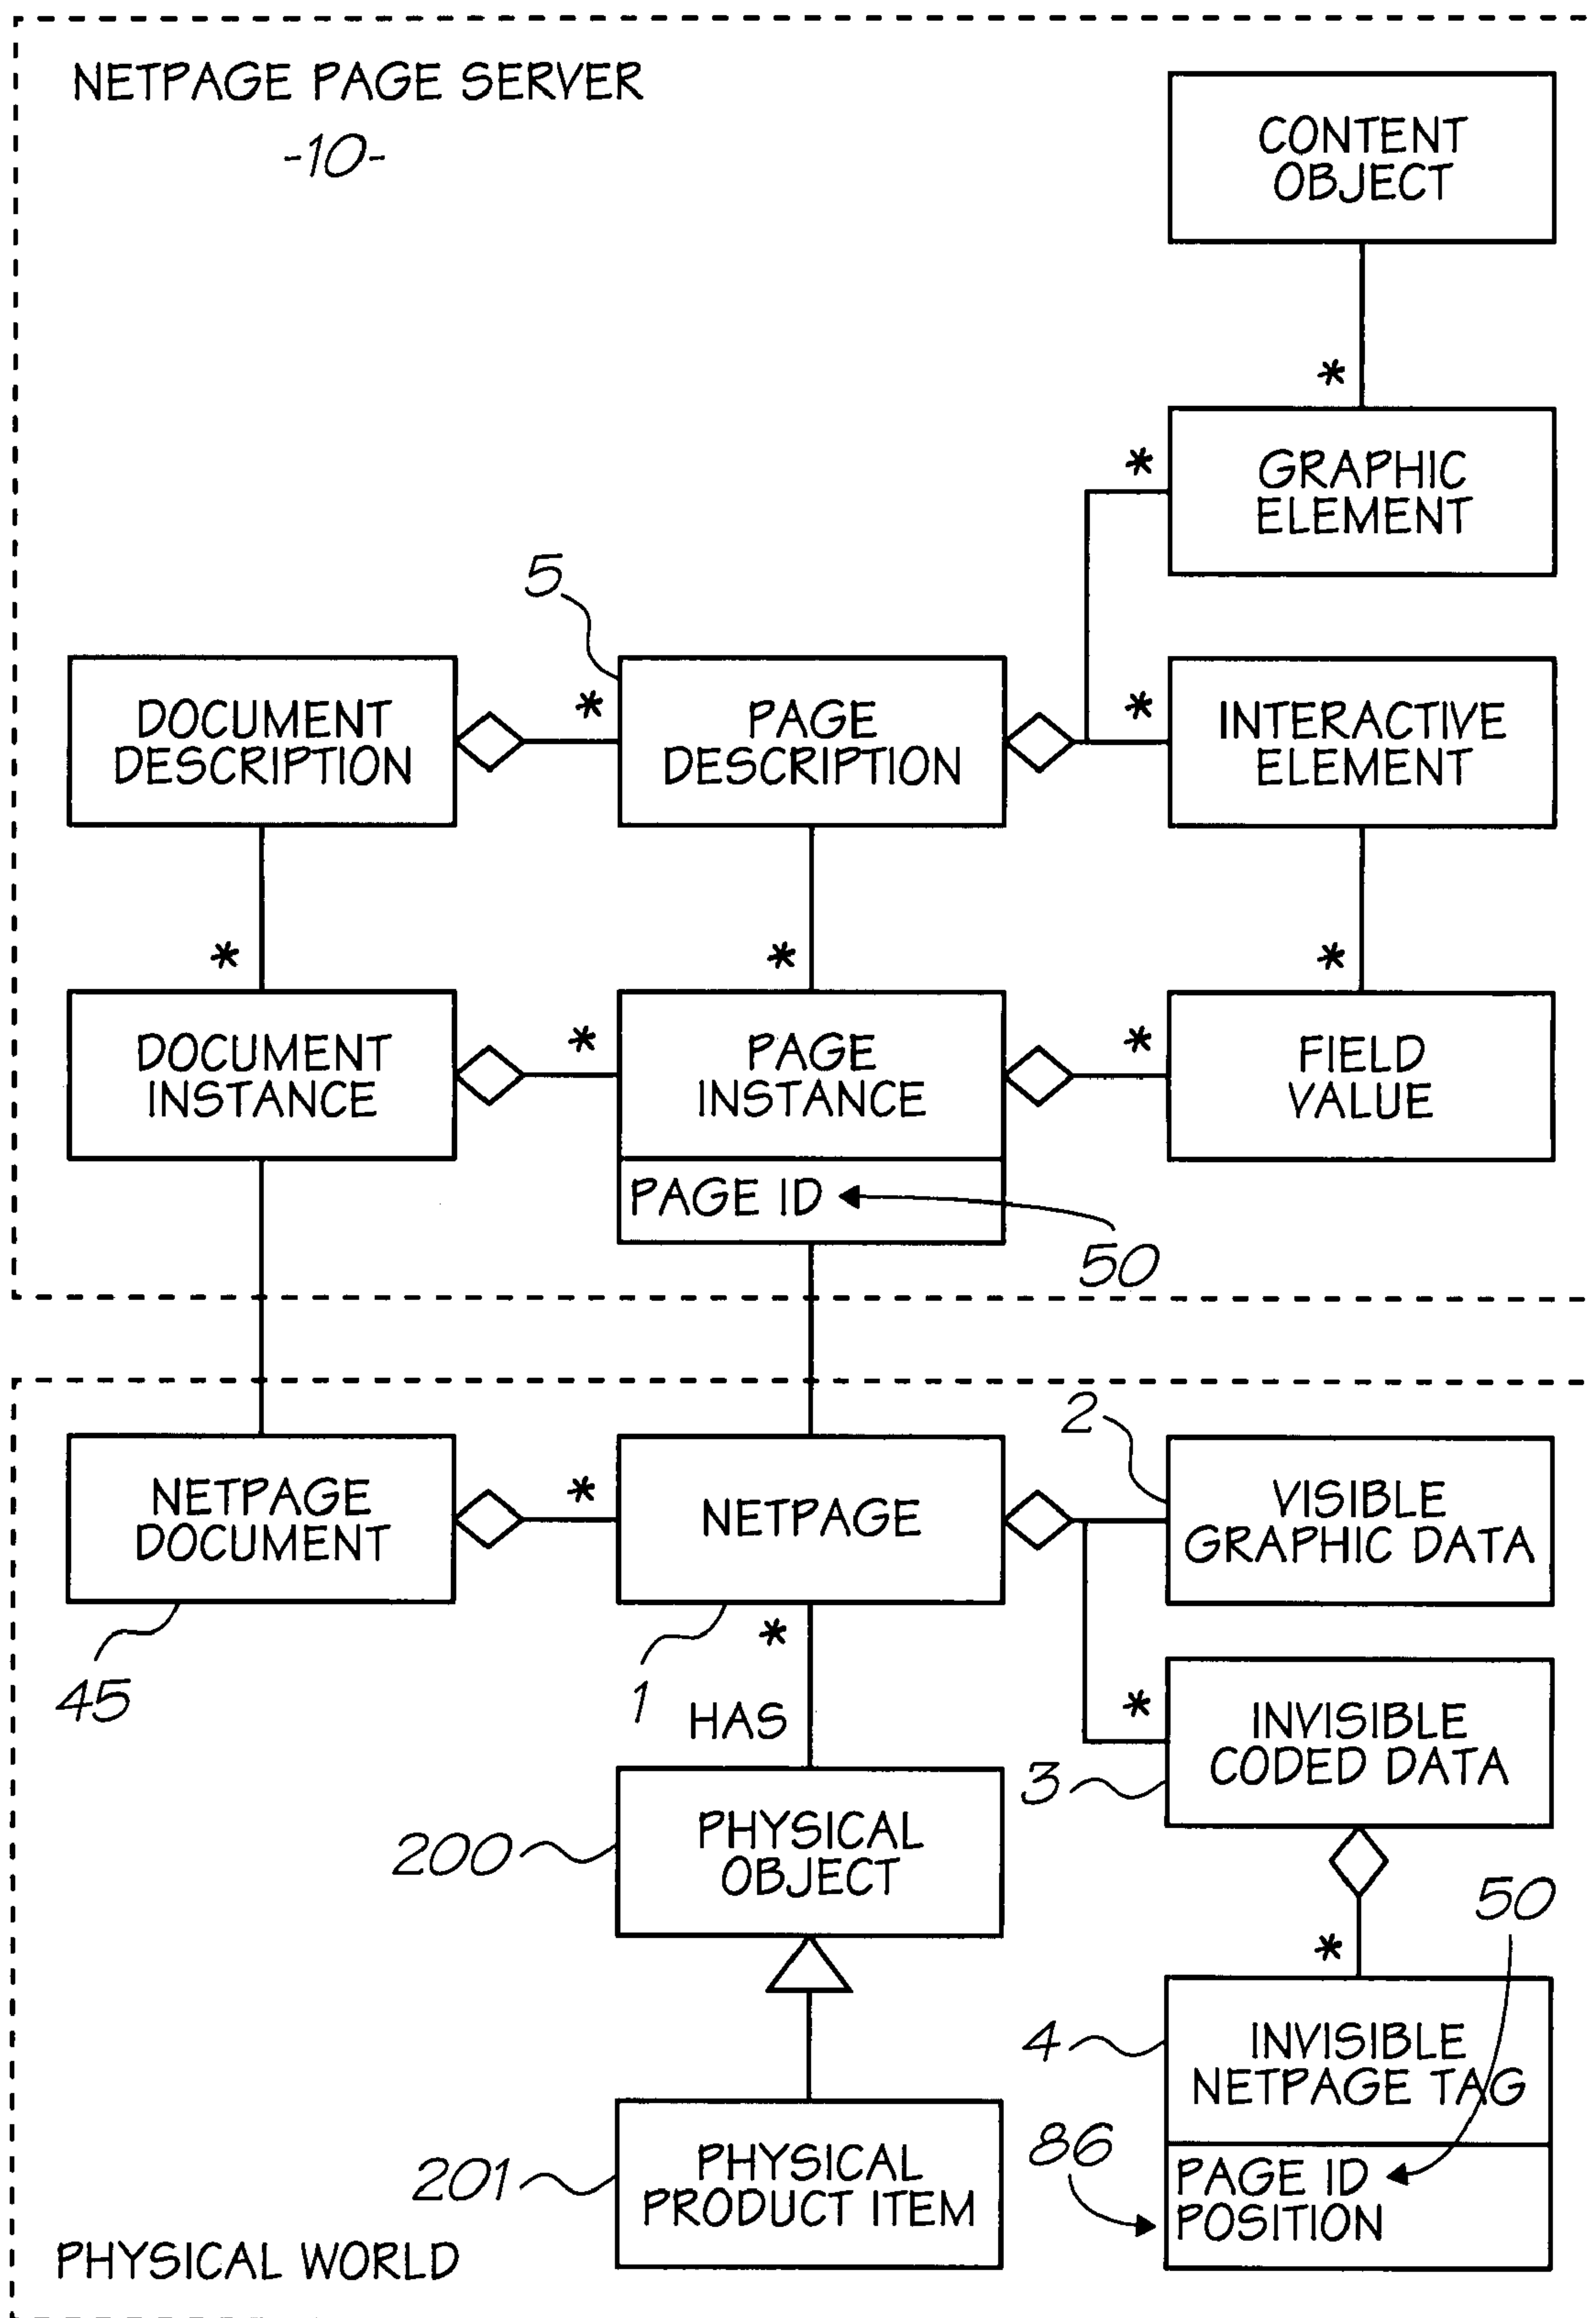 NETPAGE PAGE SERVER
-10-
CONTENT
OBJECT
*
*
GRAPHIC
ELEMENT
5
DOCUMENT
DESCRIPTION
*
PAGE
DESCRIPTION
*
INTERACTIVE
ELEMENT
*
*
*
DOCUMENT
INSTANCE
*
PAGE
INSTANCE
*
FIELD
VALUE
PAGE ID
50
2
NETPAGE
DOCUMENT
*
NETPAGE
VISIBLE
GRAPHIC DATA
45
1
*
HAS
*
INVISIBLE
CODED DATA
3
200
PHYSICAL
OBJECT
50
*
4
INVISIBLE
NETPAGE TAG
86
PAGE ID
POSITION
201
PHYSICAL
PRODUCT ITEM
PHYSICAL WORLD